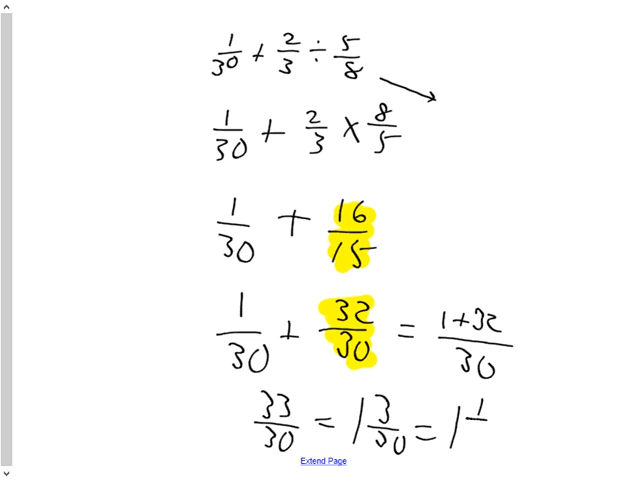 1/30 + 2/3 ÷ 5/8
1/30 + 2/3 × 8/5
1/30 + 16/15
1/30 + 32/30 = 1+32/30
33/30 = 1 3/30 = 1 1/
Extend Page